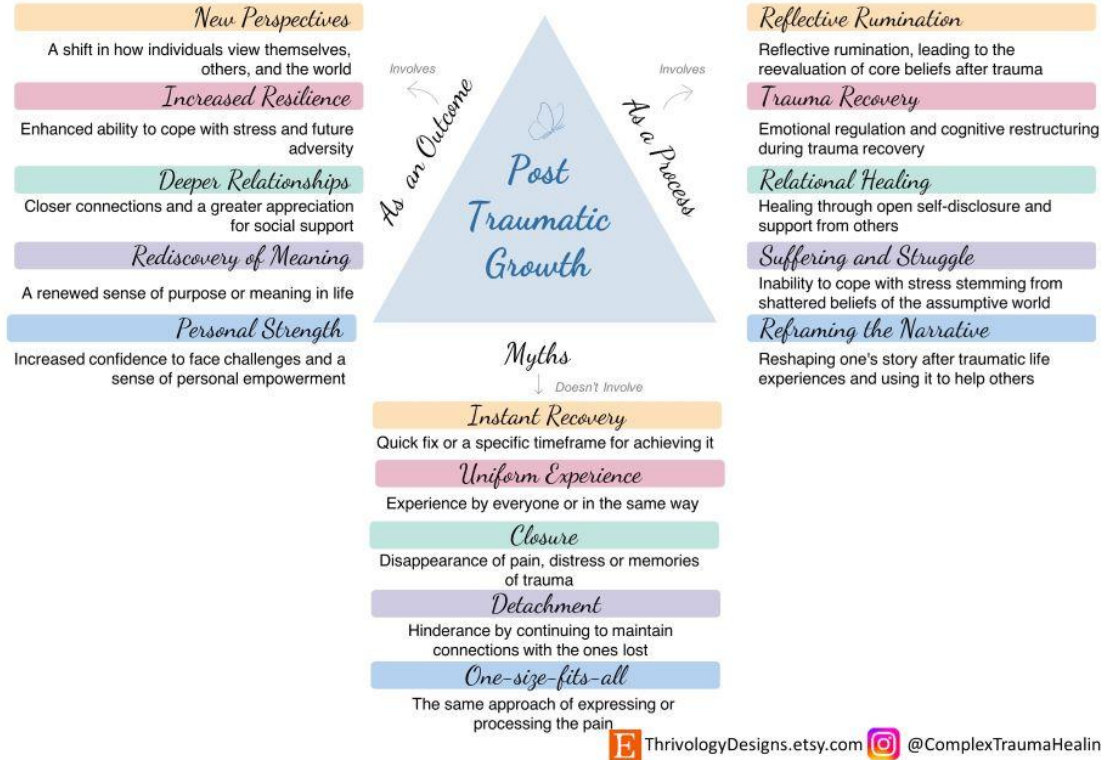 New Perspectives
A shift in how individuals view themselves,
others, and the world
Increased Resilience
Enhanced ability to cope with stress and future
adversity
Deeper Relationships
Closer connections and a greater appreciation
for social support
Rediscovery of Meaning
A renewed sense of purpose or meaning in life
Personal Strength
Increased confidence to face challenges and a
sense of personal empowerment
Involves
As an Outcome
Post
Traumatic
Growth
Involves
As a Process
Reflective Rumination
Reflective rumination, leading to the
reevaluation of core beliefs after trauma
Trauma Recovery
Emotional regulation and cognitive restructuring
during trauma recovery
Relational Healing
Healing through open self-disclosure and
support from others
Suffering and Struggle
Inability to cope with stress stemming from
shattered beliefs of the assumptive world
Reframing the Narrative
Reshaping one's story after traumatic life
experiences and using it to help others
Myths
Doesn't Involve
Instant Recovery
Quick fix or a specific timeframe for achieving it
Uniform Experience
Experience by everyone or in the same way
Closure
Disappearance of pain, distress or memories
of trauma
Detachment
Hinderance by continuing to maintain
connections with the ones lost
One-size-fits-all
The same approach of expressing or
processing the pain
E ThrivologyDesigns.etsy.com @ComplexTraumaHealin